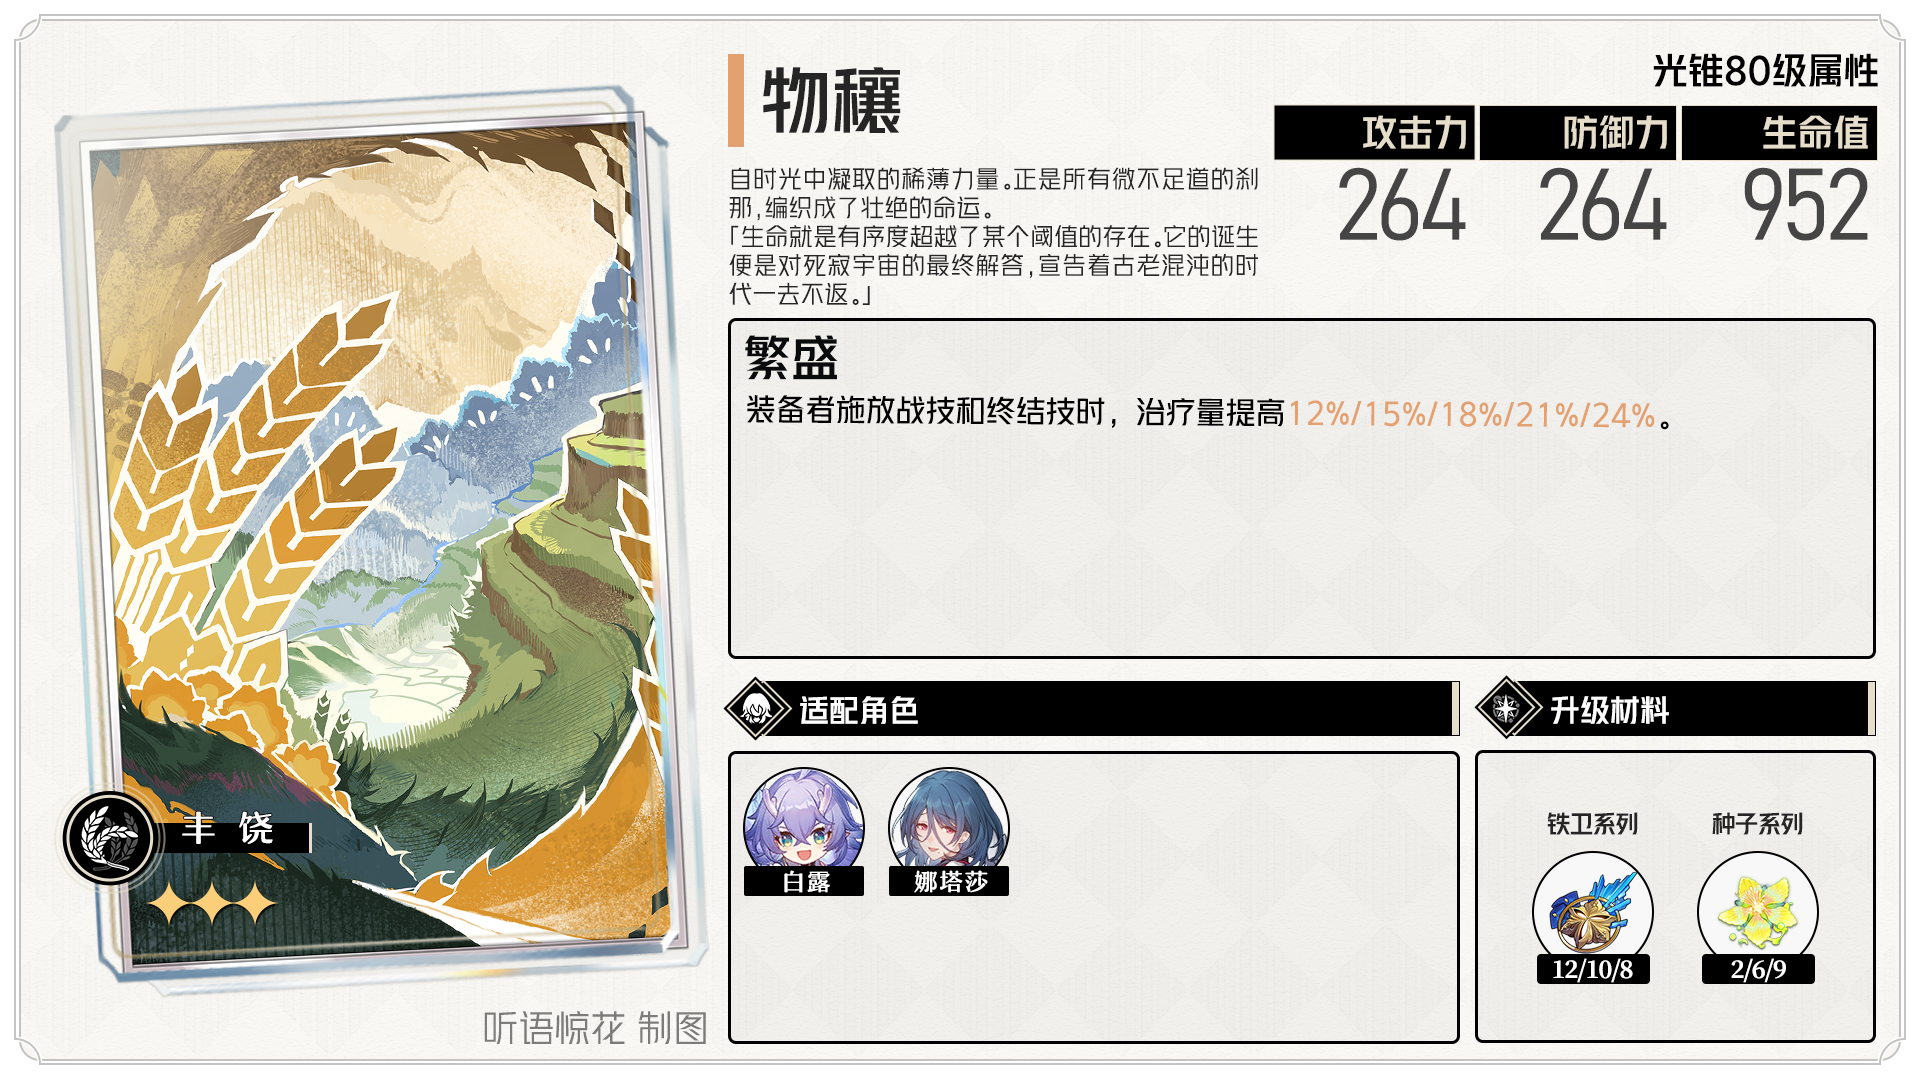 物穰
自时光中凝取的稀薄力量。正是所有微不足道的刹
那,编织成了壮绝的命运。
「生命就是有序度超越了某个阈值的存在。它的诞生
便是对死寂宇宙的最终解答,宣告着古老混沌的时
代一去不返。」
光锥80级属性
攻击力 防御力 生命值
264 264 952
繁盛
装备者施放战技和终结技时，治疗量提高12%/15%/18%/21%/24%。
丰饶
适配角色
白露 娜塔莎
升级材料
铁卫系列 种子系列
12/10/8 2/6/9
听语惊花 制图